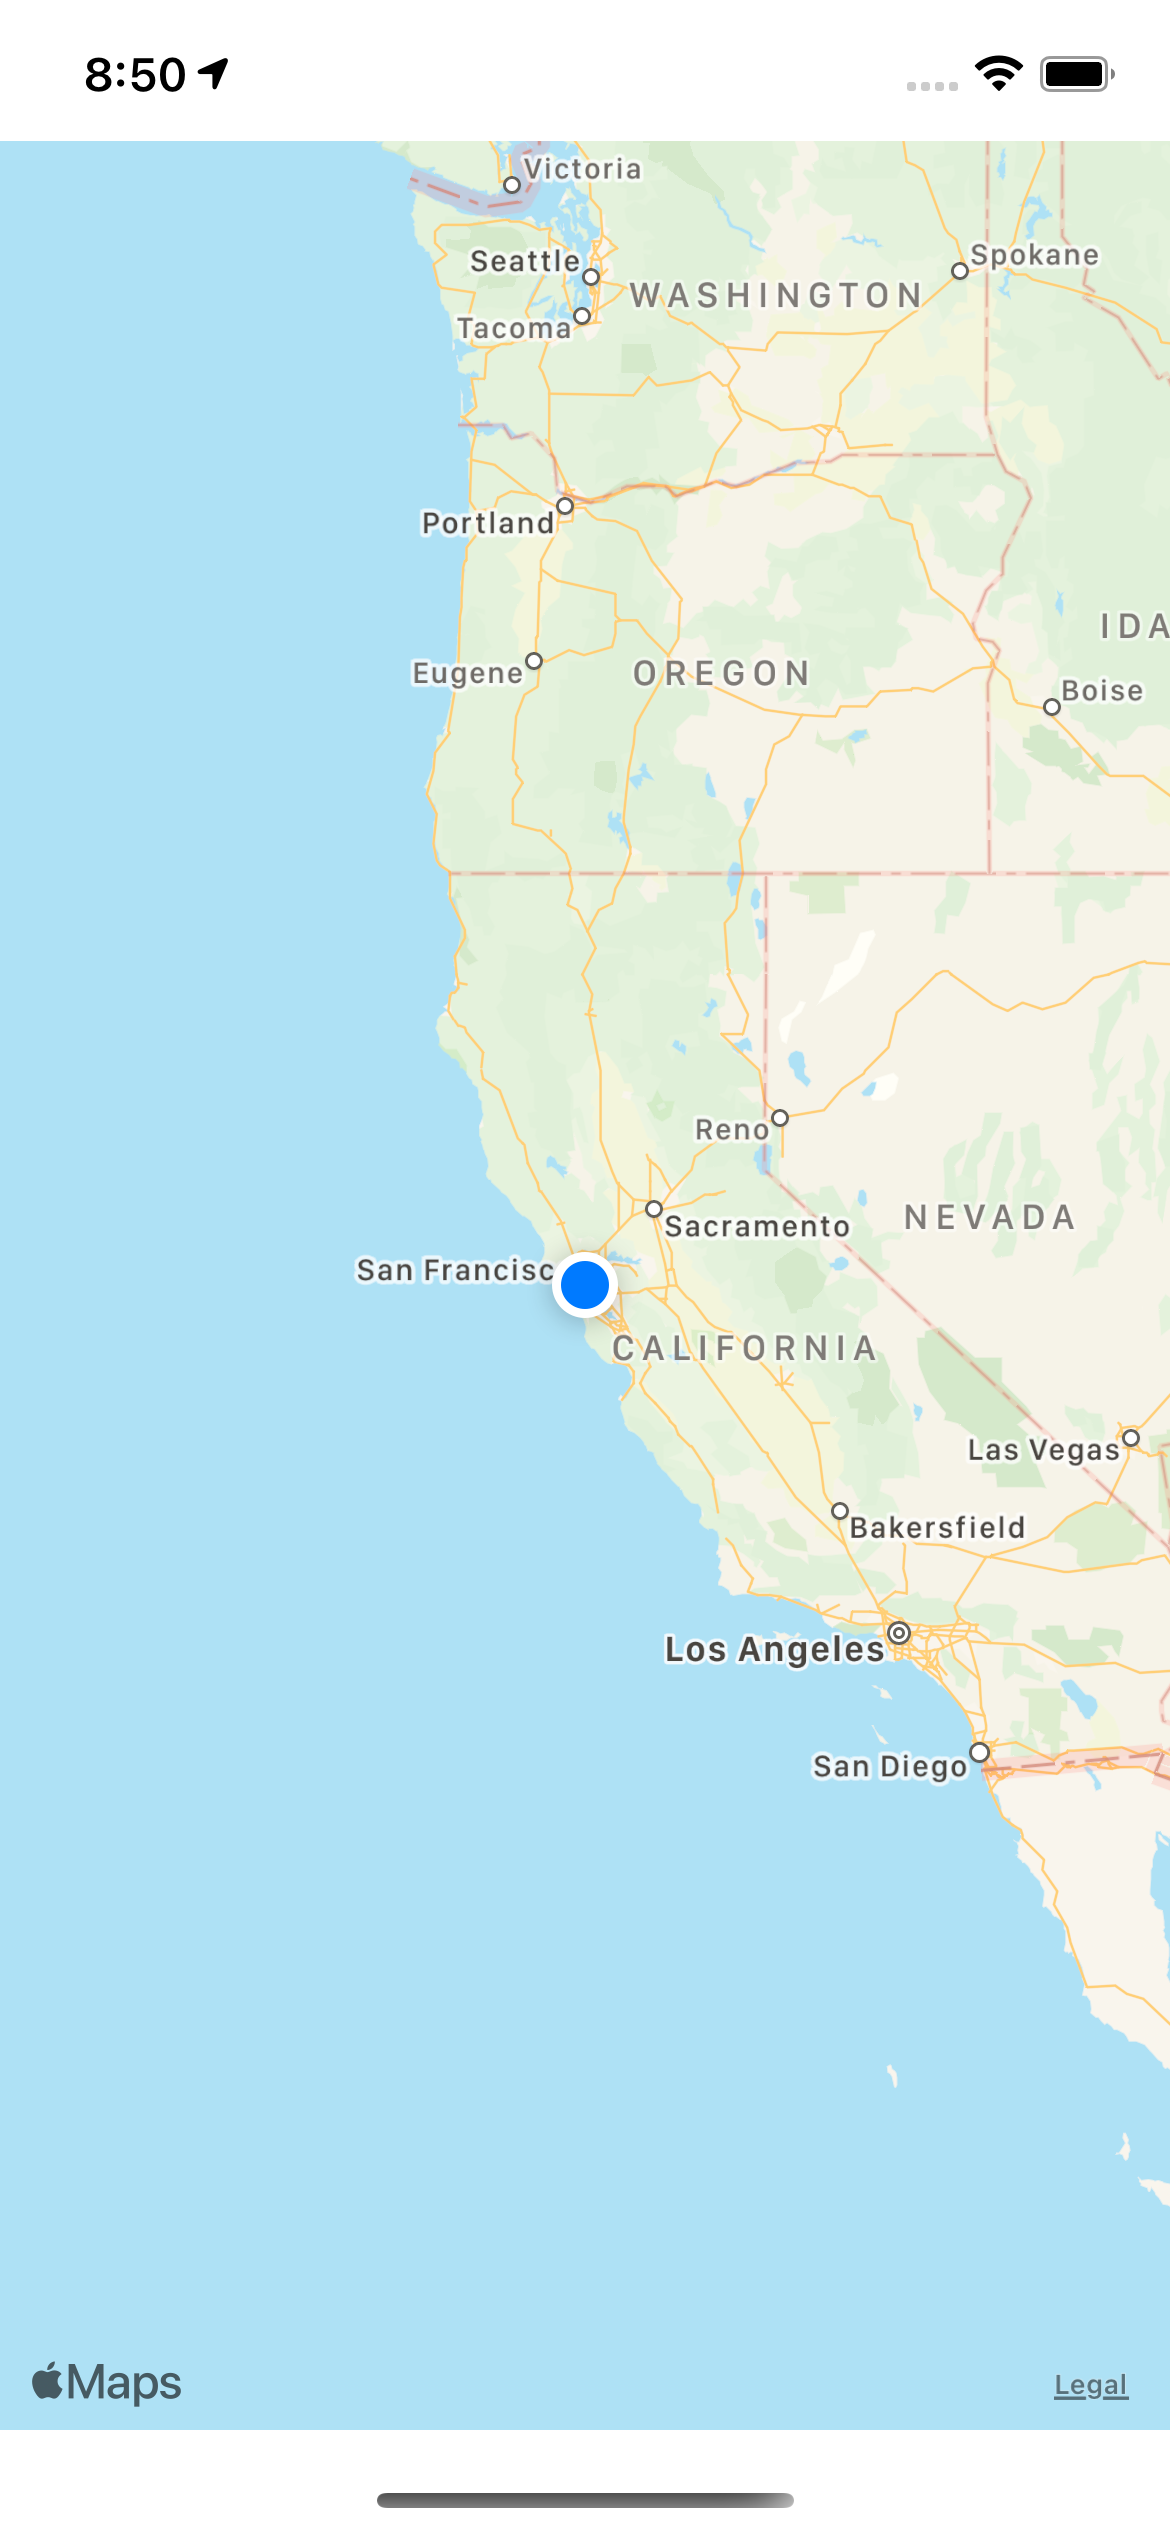 8:50
Victoria
Spokane
Seattle
WASHINGTON
Tacoma
Portland
IDA
Eugene
OREGON
Boise
Reno
NEVADA
Sacramento
San Francisc
CALIFORNIA
Las Vegas
Bakersfield
Los Angeles
San Diego
Maps
Legal